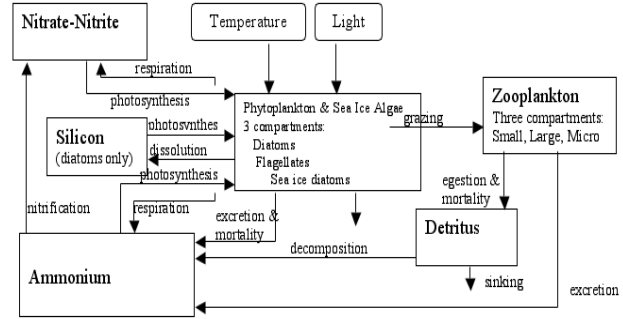 Nitrate-Nitrite
Temperature
Light
respiration
photosynthesis
Phytoplankton & Sea Ice Algae
3 compartments:
Diatoms
Flagellates
Sea ice diatoms
grazing
Zooplankton
Three compartments:
Small, Large, Micro
Silicon
(diatoms only)
photosynthes
dissolution
photosynthesis
nitrification
respiration
excretion &
mortality
egestion &
mortality
Detritus
decomposition
Ammonium
sinking
excretion